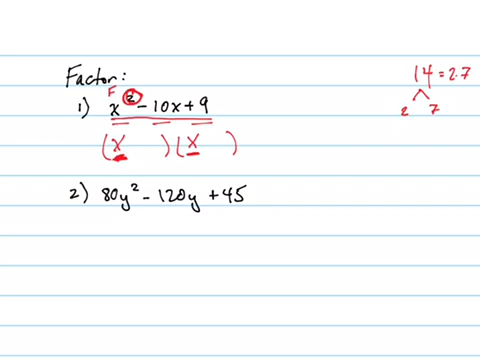 Factor:
14 = 2·7
2 7
F
1) x² - 10x + 9
(x )(x )
2) 80y² - 120y + 45